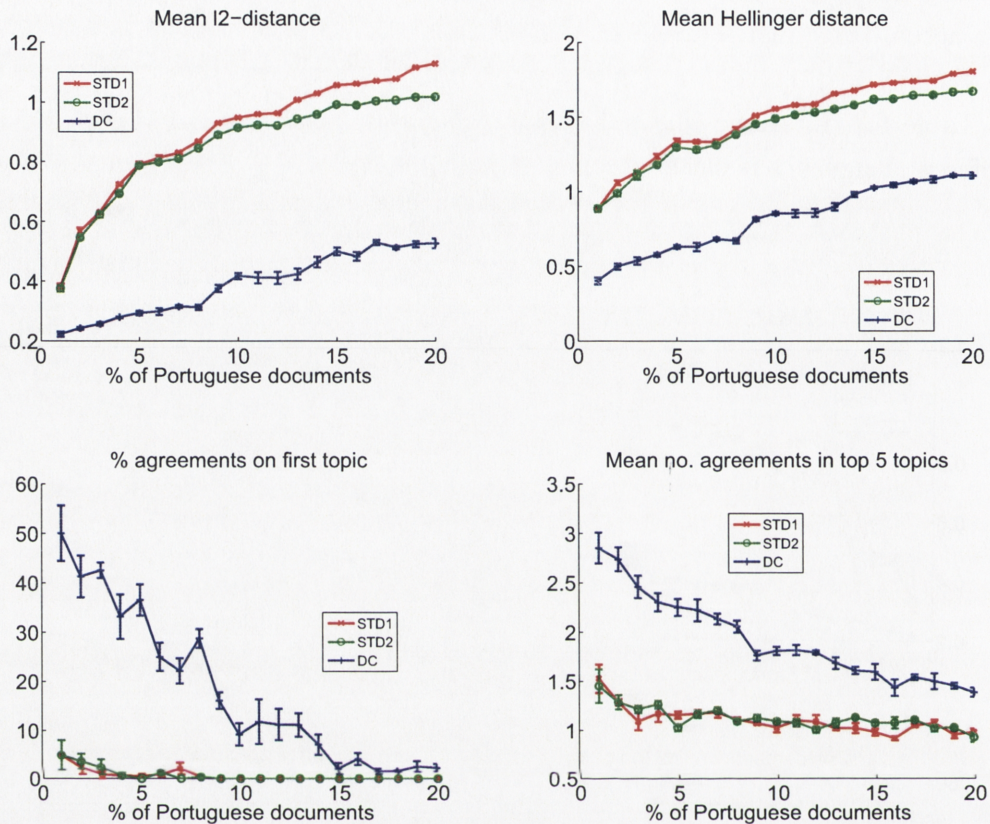 Mean l2−distance
1.2
1
0.8
0.6
0.4
0.2
STD1
STD2
DC
0 5 10 15 20
% of Portuguese documents
Mean Hellinger distance
2
1.5
1
0.5
0
STD1
STD2
DC
0 5 10 15 20
% of Portuguese documents
% agreements on first topic
60
50
40
30
20
10
0
STD1
STD2
DC
0 5 10 15 20
% of Portuguese documents
Mean no. agreements in top 5 topics
3.5
3
2.5
2
1.5
1
0.5
STD1
STD2
DC
0 5 10 15 20
% of Portuguese documents